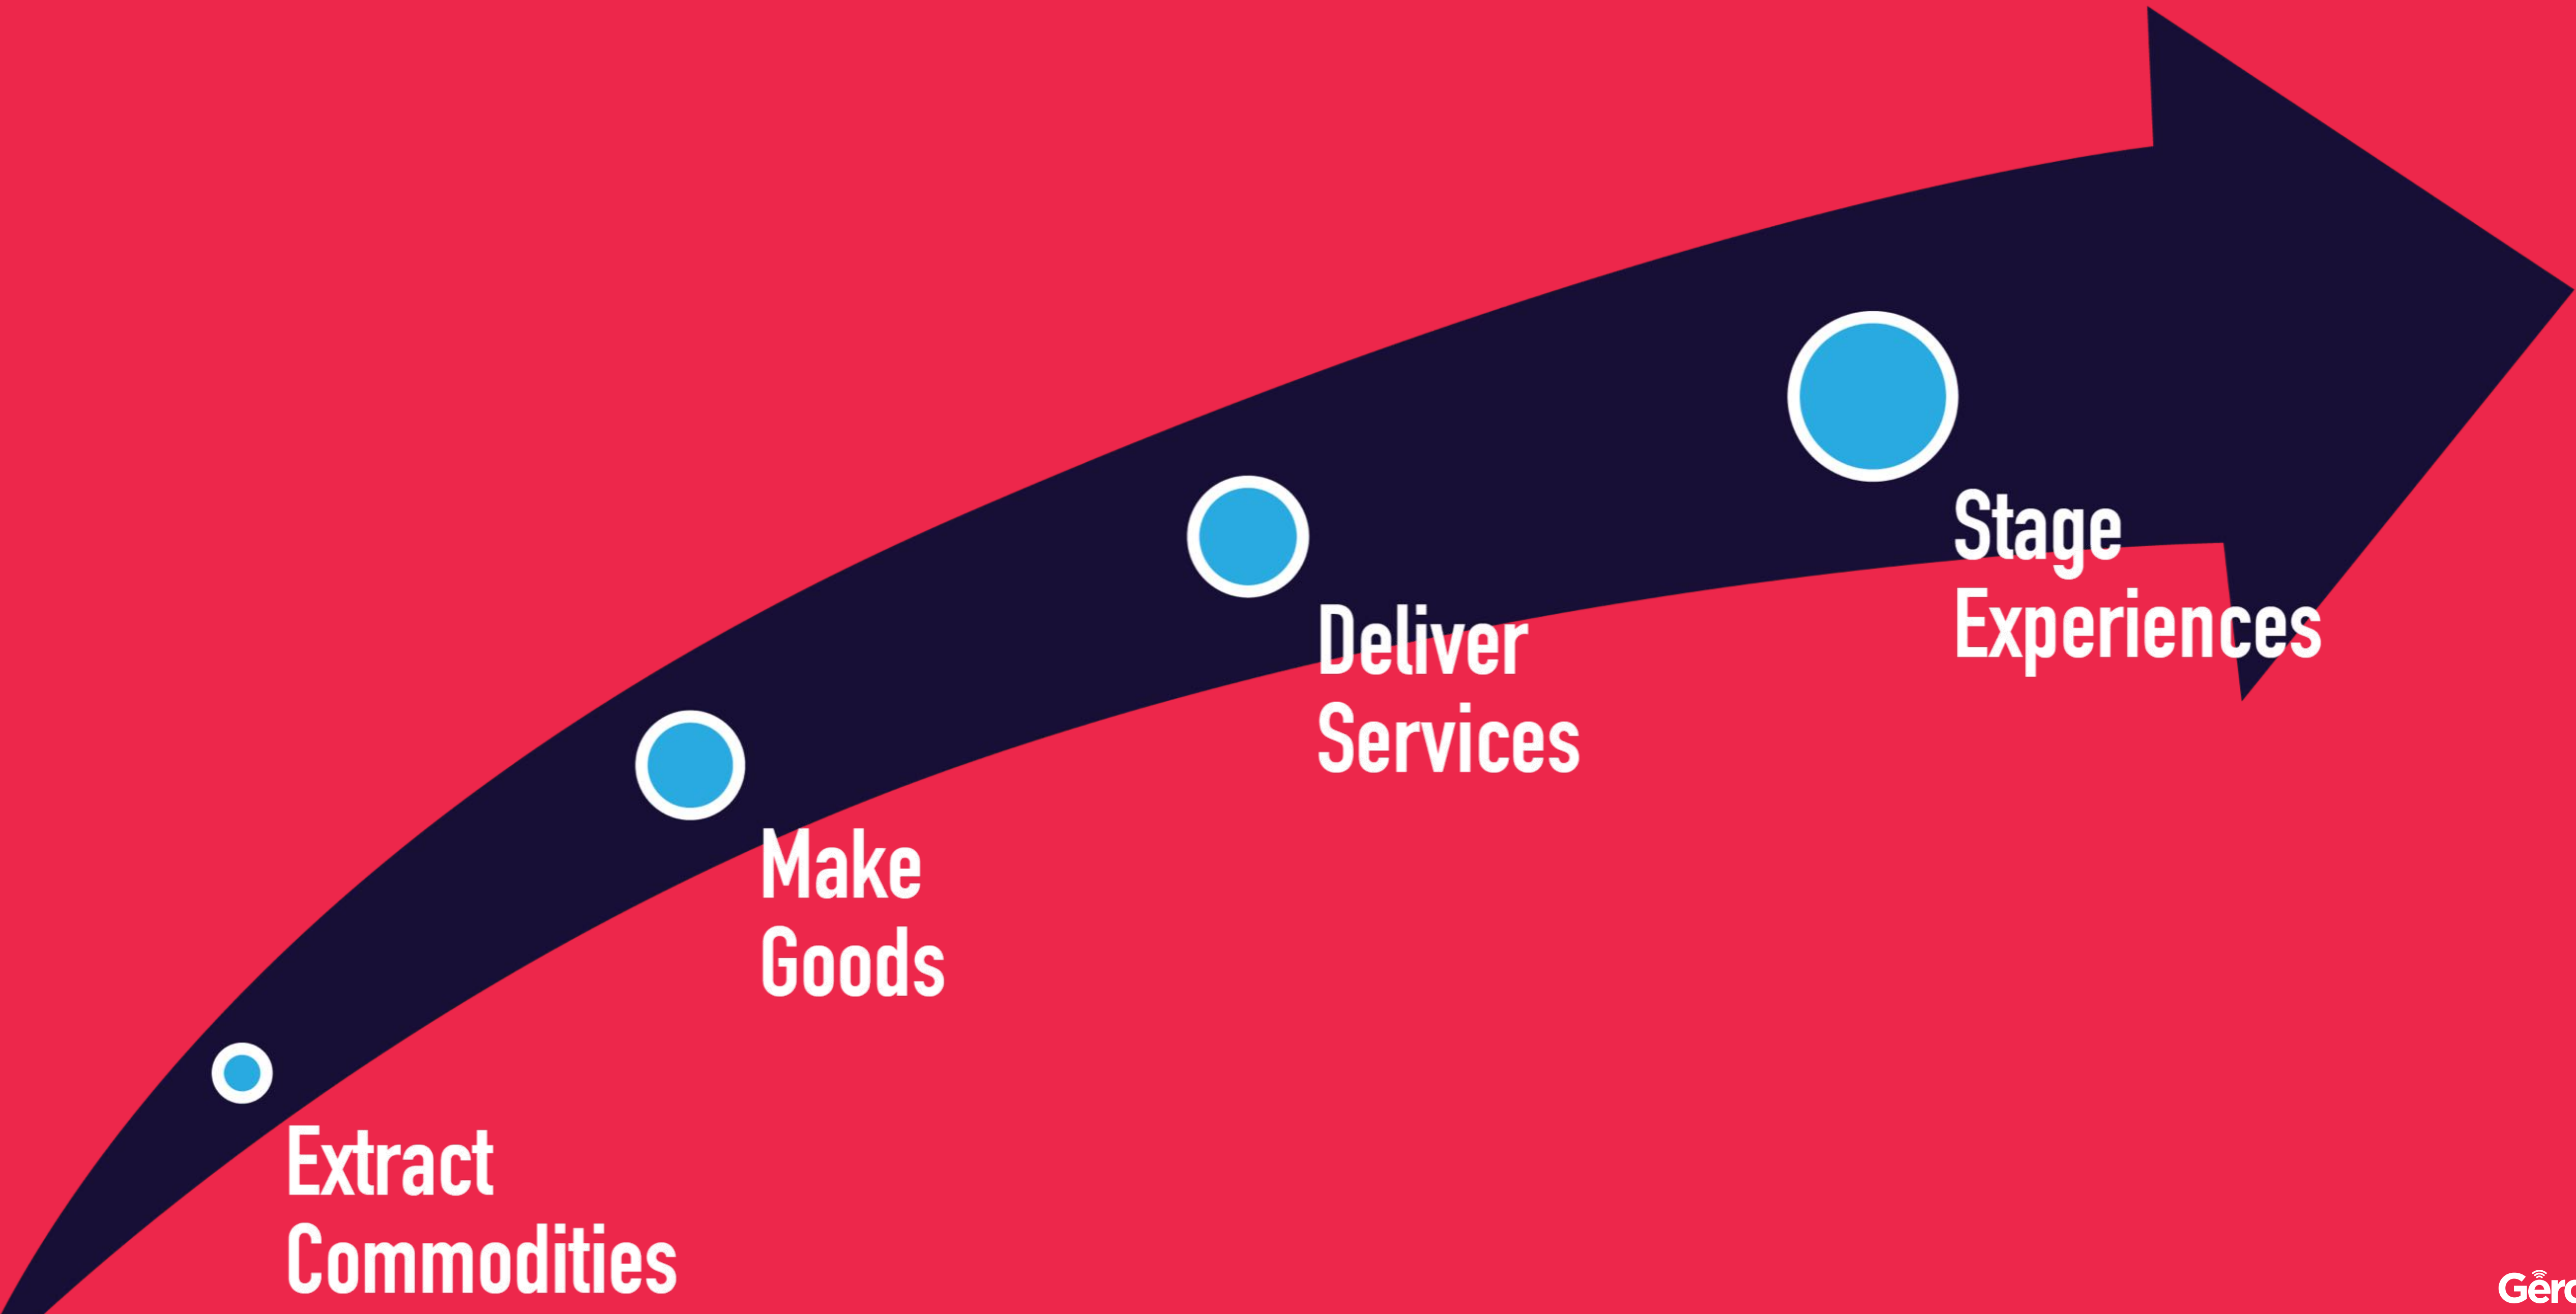 Stage
Experiences
Deliver
Services
Make
Goods
Extract
Commodities